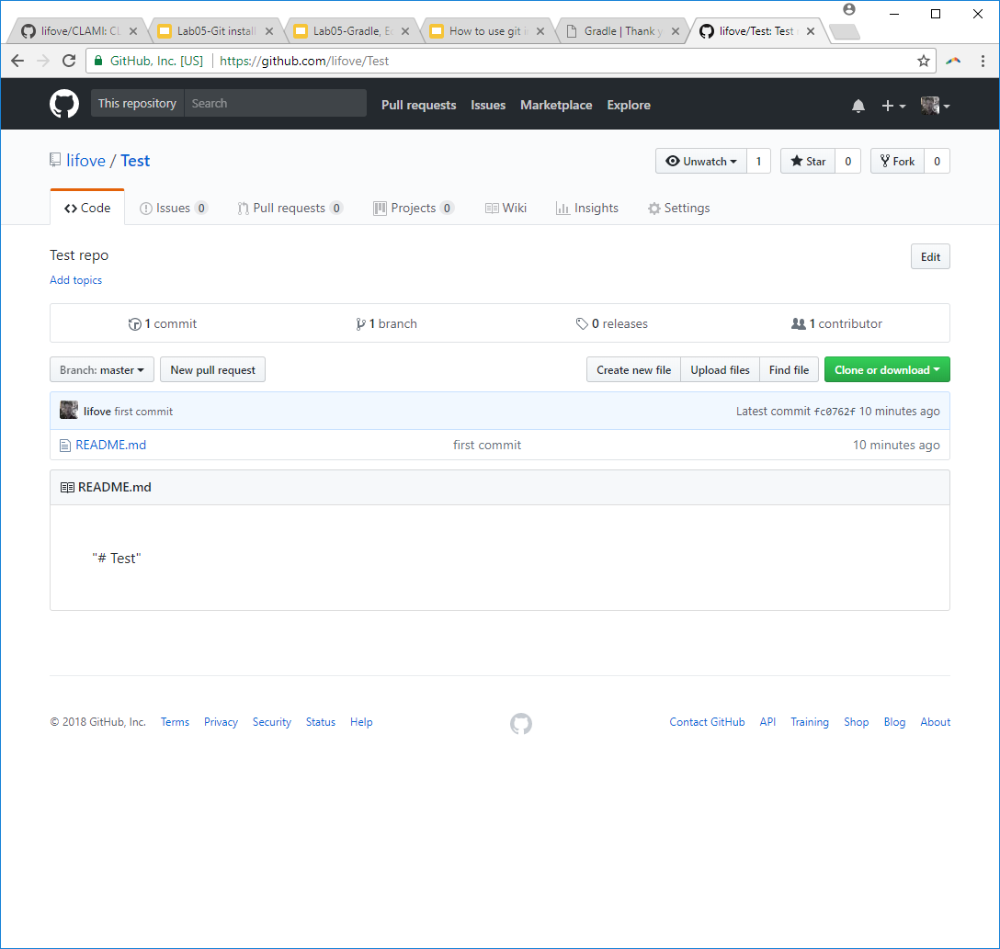 lifove/CLAMI: CL
Lab05-Git install
Lab05-Gradle, Ec
How to use git i
Gradle | Thank y
lifove/Test: Test
GitHub, Inc. [US]
https://github.com/lifove/Test
This repository
Search
Pull requests
Issues
Marketplace
Explore
lifove / Test
Unwatch 1
Star 0
Fork 0
Code
Issues 0
Pull requests 0
Projects 0
Wiki
Insights
Settings
Test repo
Edit
Add topics
1 commit
1 branch
0 releases
1 contributor
Branch: master
New pull request
Create new file
Upload files
Find file
Clone or download
lifove first commit
Latest commit fc0762f 10 minutes ago
README.md
first commit
10 minutes ago
README.md
"# Test"
© 2018 GitHub, Inc.
Terms
Privacy
Security
Status
Help
Contact GitHub
API
Training
Shop
Blog
About